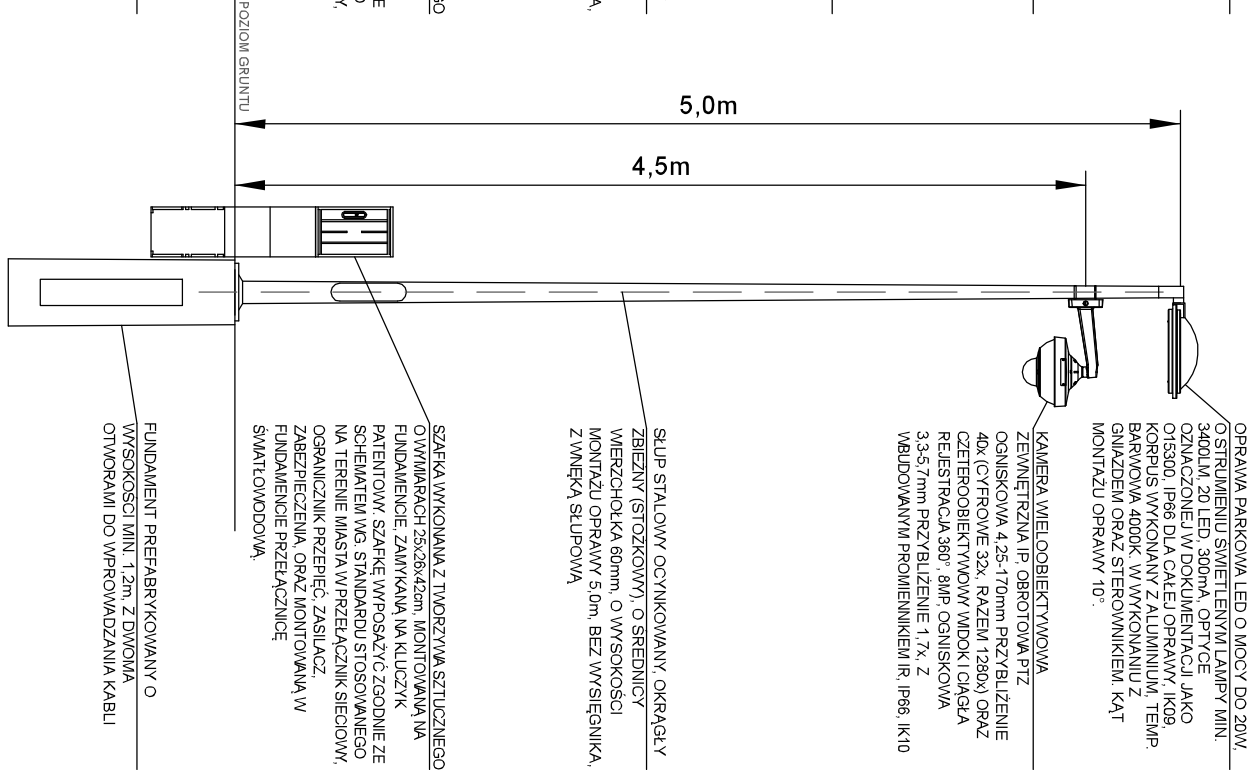 5,0m
4,5m
POZIOM GRUNTU
OPRAWA PARKOWA LED O MOCY DO 20W,
O STRUMIENIU ŚWIETLENYM LAMPY MIN.
3400LM, 20 LED, 300mA, OPTYCE
OZNACZONEJ W DOKUMENTACJI JAKO
O15300, IP66 DLA CAŁEJ OPRAWY, IK09,
KORPUS WYKONANY Z ALUMINIUM, TEMP.
BARWOWA 4000K. W WYKONANIU Z
GNIAZDEM ORAZ STEROWNIKIEM. KĄT
MONTAŻU OPRAWY 10°.
KAMERA WIELOOBIEKTYWOWA
ZEWNĘTRZNA IP, OBROTOWA PTZ
OGNISKOWA 4,25-170mm PRZYBLIŻENIE
40x (CYFROWE 32x, RAZEM 1280x) ORAZ
CZETEROOBIEKTYWOWY WIDOK I CIĄGŁA
REJESTRACJA 360°, 8MP, OGNISKOWA
3,3-5,7mm PRZYBLIŻENIE 1,7x, Z
WBUDOWANYM PROMIENNIKIEM IR, IP66, IK10
SŁUP STALOWY OCYNKOWANY, OKRĄGŁY
ZBIEŻNY (STOŻKOWY), O ŚREDNICY
WIERZCHOŁKA 60mm, O WYSOKOŚCI
MONTAŻU OPRAWY 5,0m, BEZ WYSIĘGNIKA,
Z WNĘKĄ SŁUPOWĄ
SZAFKA WYKONANA Z TWORZYWA SZTUCZNEGO
O WYMIARACH 25x26x42cm, MONTOWANĄ NA
FUNDAMENCIE, ZAMYKANA NA KLUCZYK
PATENTOWY. SZAFKĘ WYPOSAŻYĆ ZGODNIE ZE
SCHEMATEM WG. STANDARDU STOSOWANEGO
NA TERENIE MIASTA W PRZEŁĄCZNIK SIECIOWY,
OGRANICZNIK PRZEPIĘĆ, ZASILACZ,
ZABEZPIECZENIA, ORAZ MONTOWANĄ W
FUNDAMENCIE PRZEŁĄCZNICĘ
ŚWIATŁOWODOWĄ.
FUNDAMENT PREFABRYKOWANY O
WYSOKOŚCI MIN. 1,2m, Z DWOMA
OTWORAMI DO WPROWADZANIA KABLI